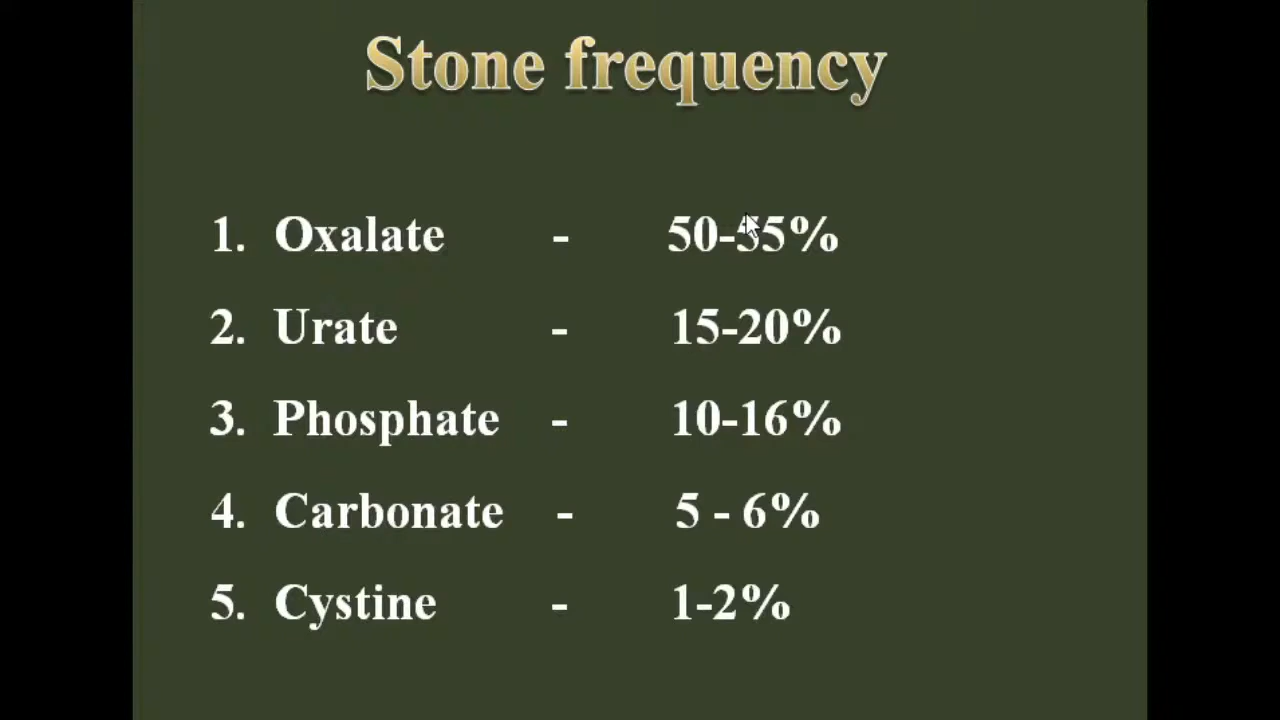 Stone frequency
1. Oxalate - 50-55%
2. Urate - 15-20%
3. Phosphate - 10-16%
4. Carbonate - 5 - 6%
5. Cystine - 1-2%